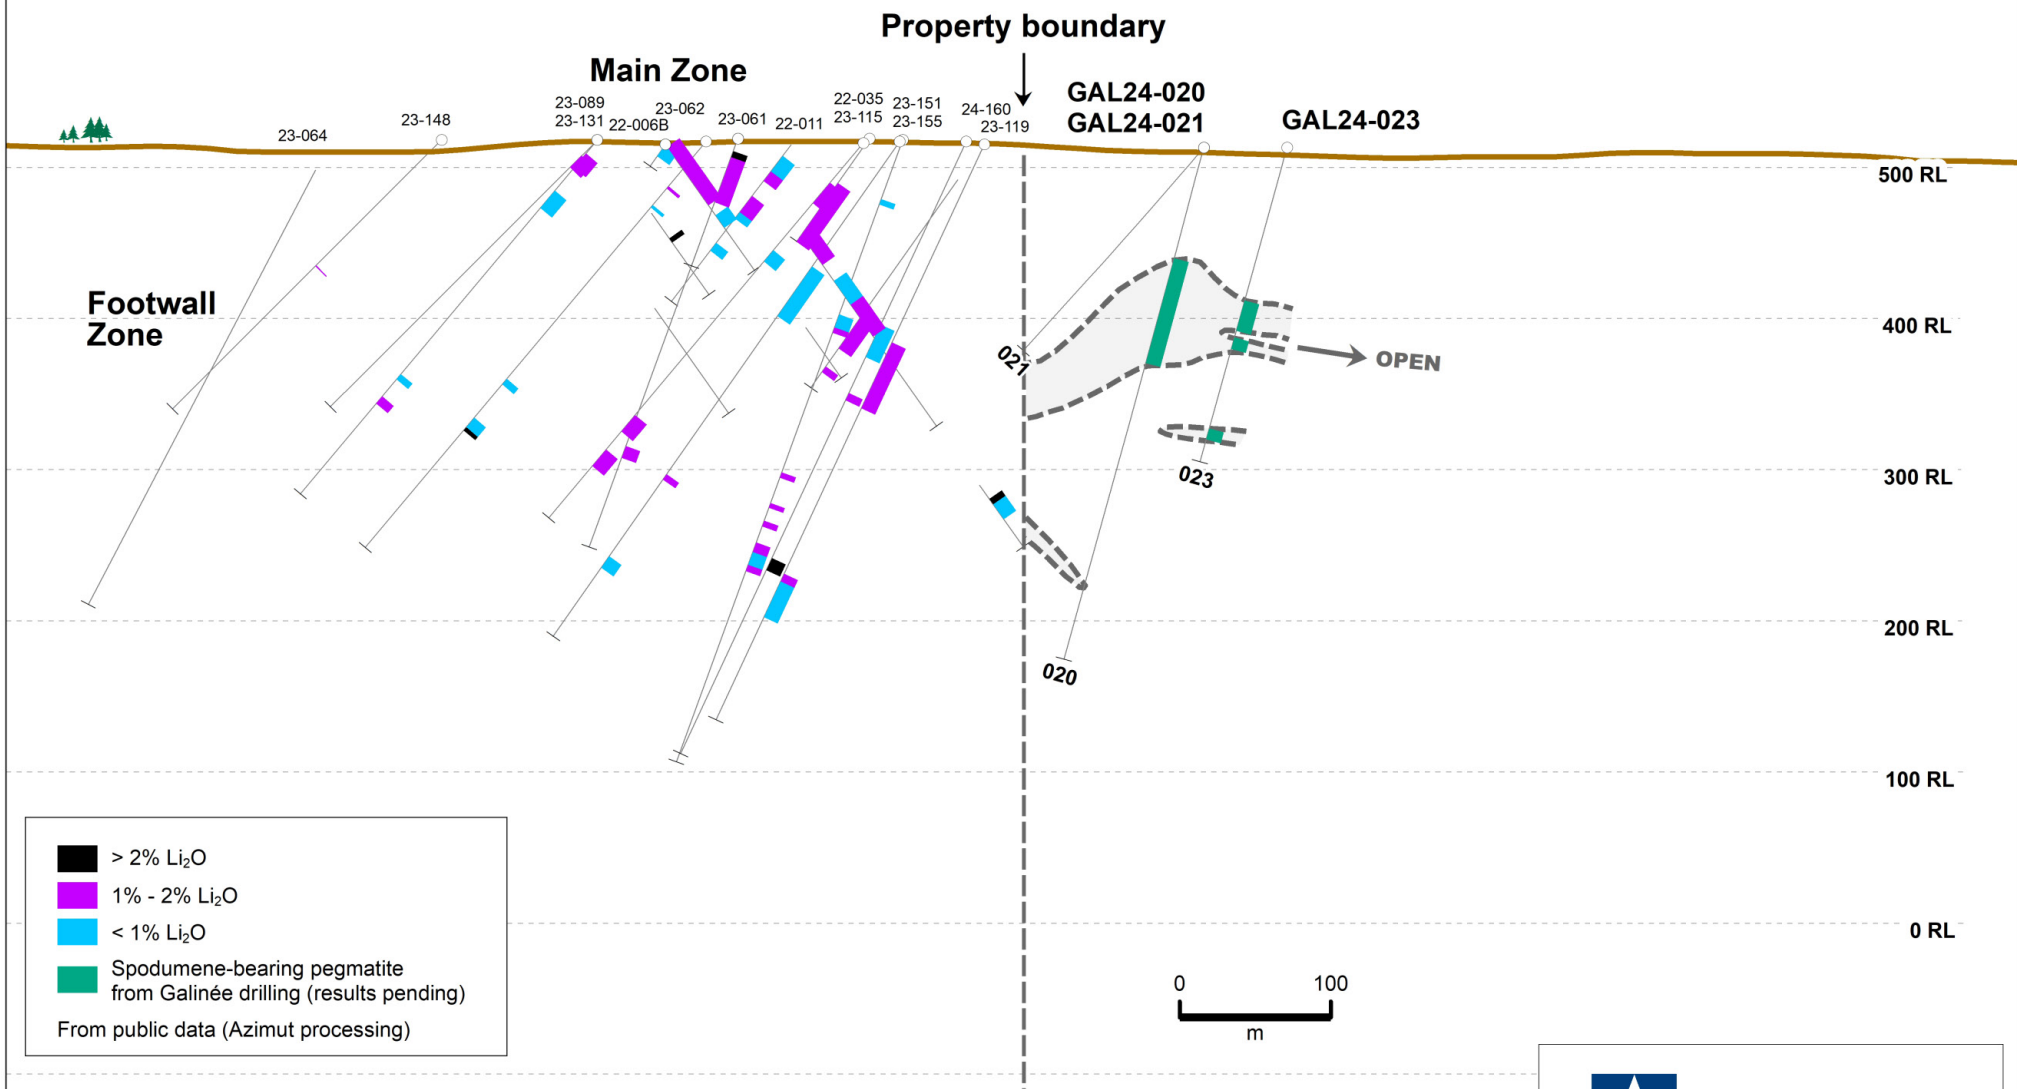 Property boundary
Main Zone
GAL24-020
GAL24-021
GAL24-023
23-064
23-148
23-089
23-131
22-006B
23-062
23-061
22-011
22-035
23-115
23-151
23-155
24-160
23-119
500 RL
Footwall
Zone
400 RL
021
OPEN
300 RL
023
200 RL
020
100 RL
0 RL
> 2% Li₂O
1% - 2% Li₂O
< 1% Li₂O
Spodumene-bearing pegmatite
from Galinée drilling (results pending)
From public data (Azimut processing)
0 100
m